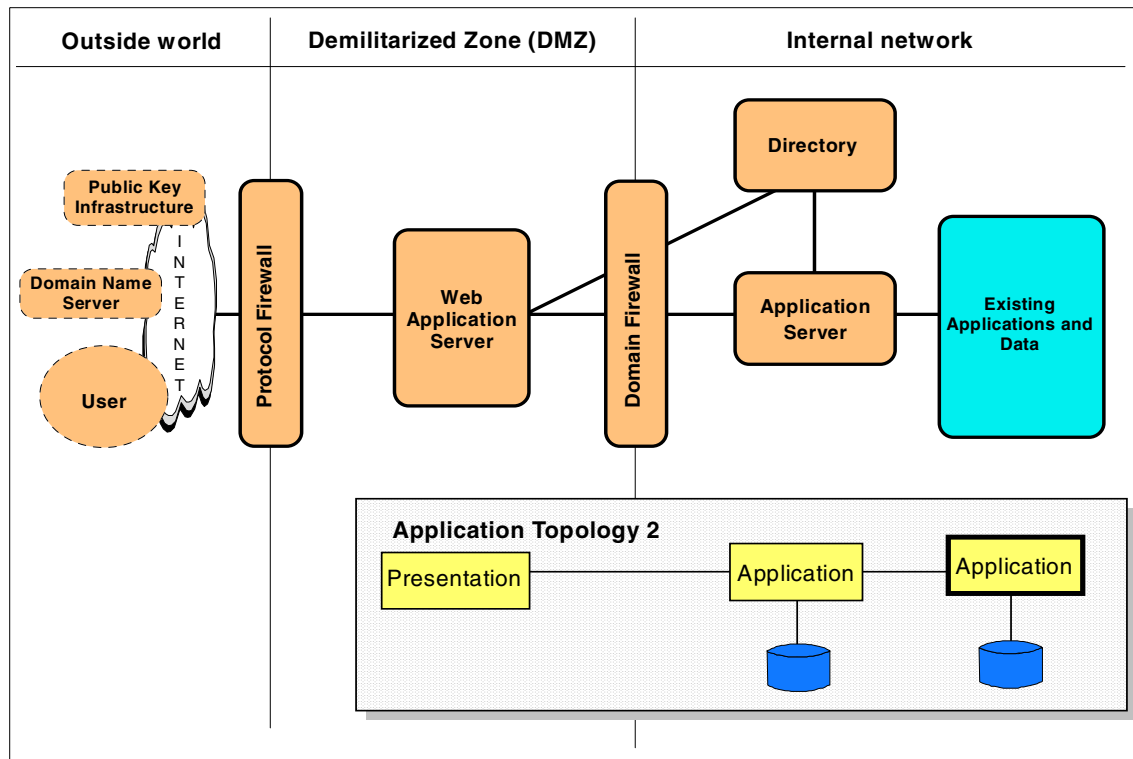 Outside world
Demilitarized Zone (DMZ)
Internal network
Directory
Public Key
Infrastructure
INTERNET
Protocol Firewall
Domain Firewall
Domain Name
Server
Web
Application
Server
Application
Server
Existing
Applications and
Data
User
Application Topology 2
Presentation
Application
Application